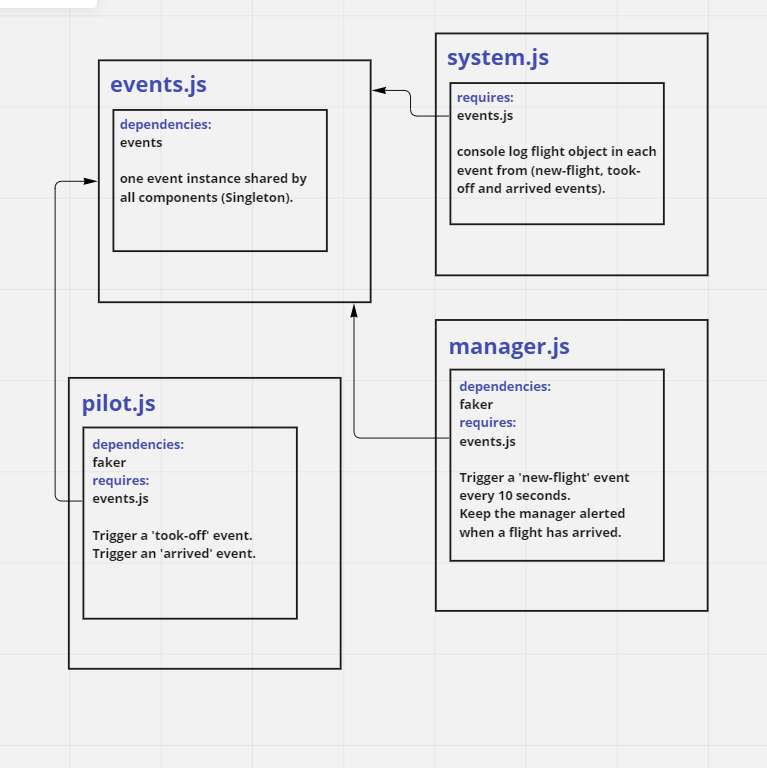 events.js
dependencies:
events
one event instance shared by
all components (Singleton).
system.js
requires:
events.js
console log flight object in each
event from (new-flight, took-
off and arrived events).
pilot.js
dependencies:
faker
requires:
events.js
Trigger a 'took-off' event.
Trigger an 'arrived' event.
manager.js
dependencies:
faker
requires:
events.js
Trigger a 'new-flight' event
every 10 seconds.
Keep the manager alerted
when a flight has arrived.